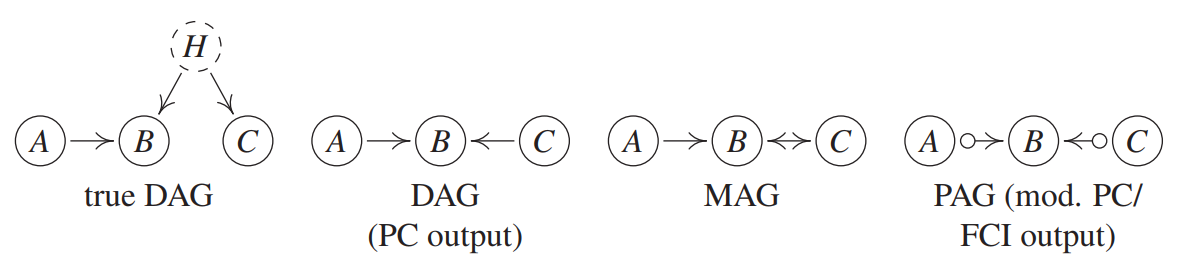 H
A B C A B C A B C A B C
true DAG DAG MAG PAG (mod. PC/
(PC output) FCI output)